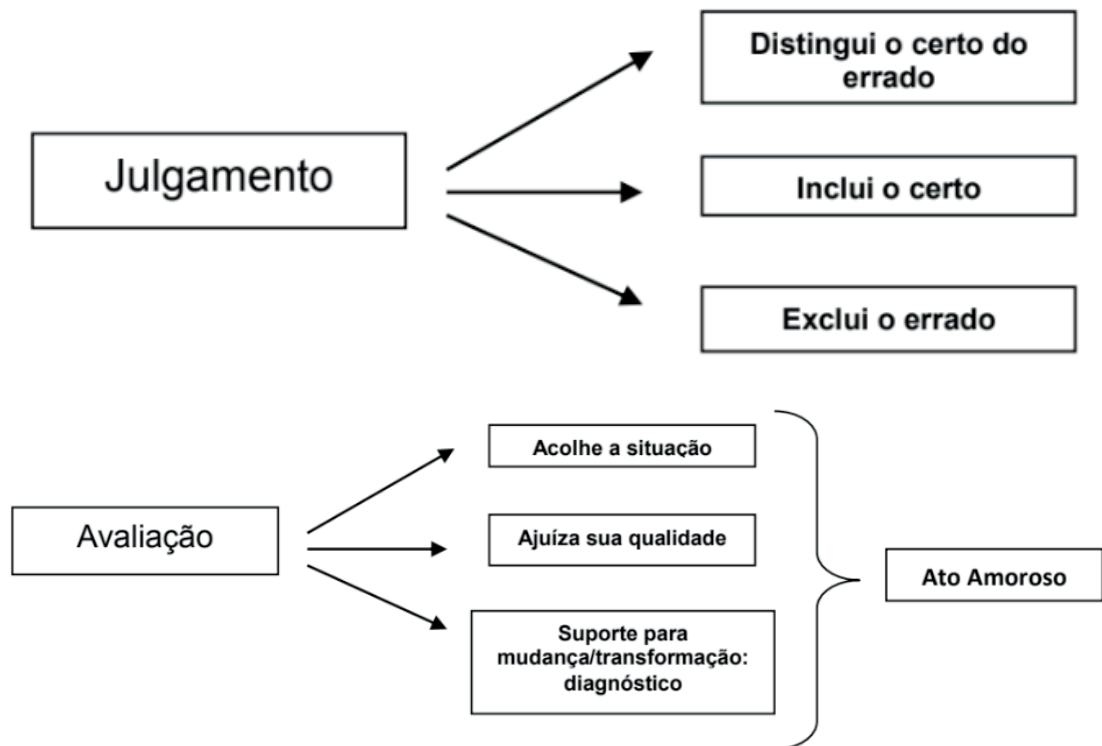 Julgamento
Distingui o certo do
errado
Inclui o certo
Exclui o errado
Avaliação
Acolhe a situação
Ajuíza sua qualidade
Suporte para
mudança/transformação:
diagnóstico
Ato Amoroso